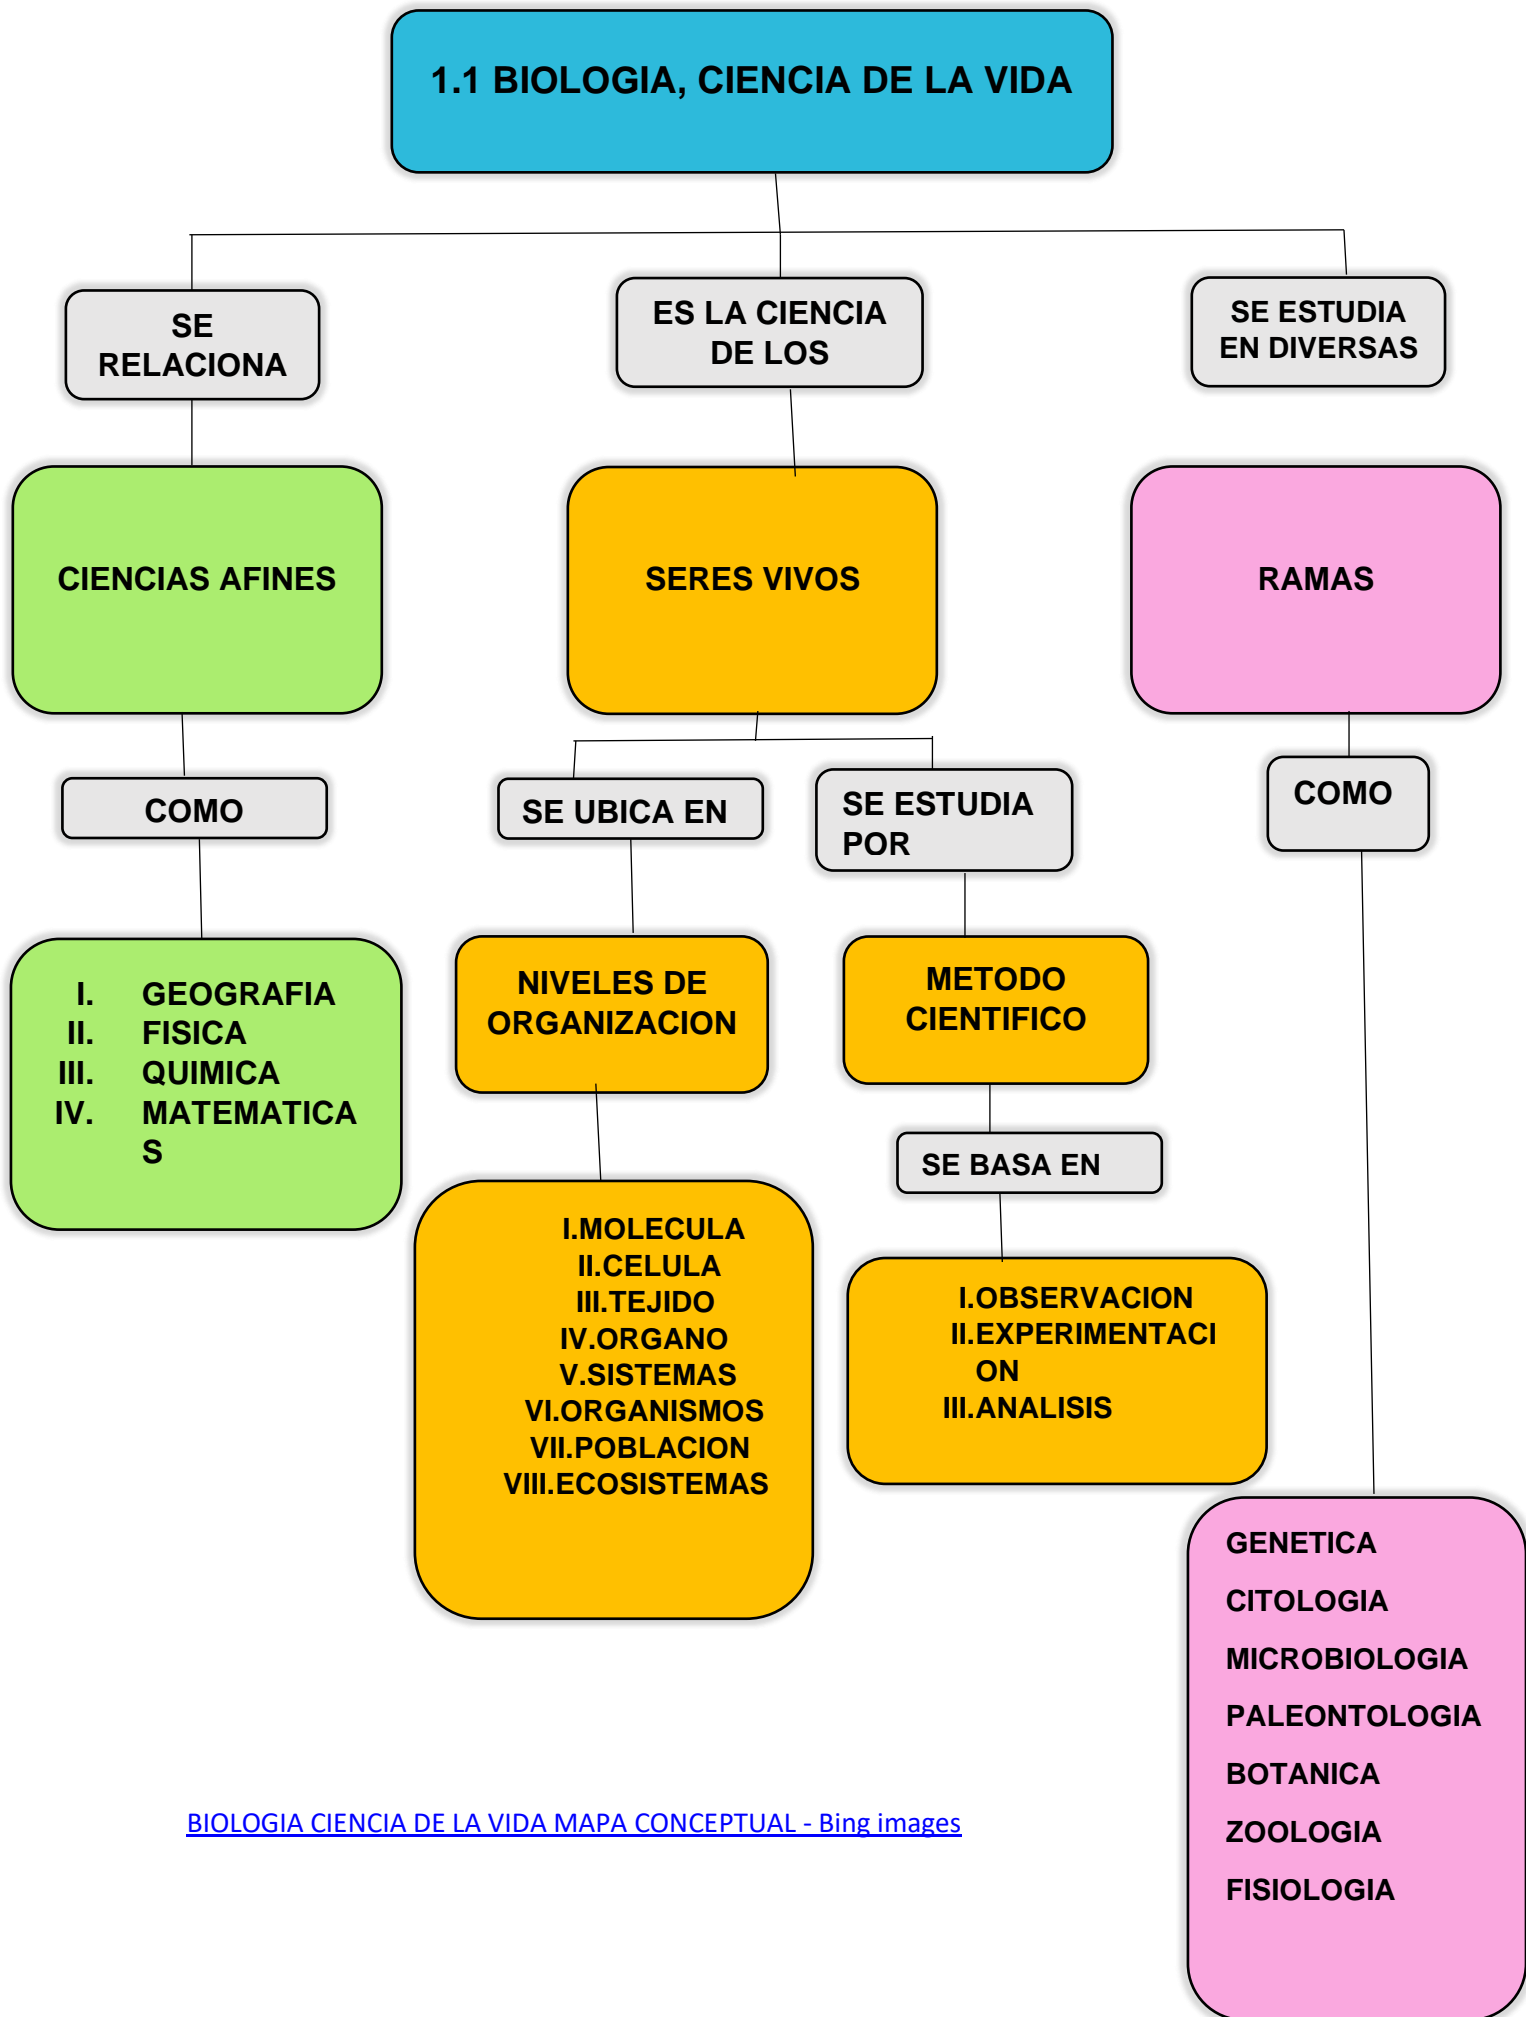 1.1 BIOLOGIA, CIENCIA DE LA VIDA
SE
RELACIONA
ES LA CIENCIA
DE LOS
SE ESTUDIA
EN DIVERSAS
CIENCIAS AFINES
SERES VIVOS
RAMAS
COMO
SE UBICA EN
SE ESTUDIA
POR
COMO
I. GEOGRAFIA
II. FISICA
III. QUIMICA
IV. MATEMATICA
S
NIVELES DE
ORGANIZACION
METODO
CIENTIFICO
SE BASA EN
I.MOLECULA
II.CELULA
III.TEJIDO
IV.ORGANO
V.SISTEMAS
VI.ORGANISMOS
VII.POBLACION
VIII.ECOSISTEMAS
I.OBSERVACION
II.EXPERIMENTACI
ON
III.ANALISIS
GENETICA
CITOLOGIA
MICROBIOLOGIA
PALEONTOLOGIA
BOTANICA
ZOOLOGIA
FISIOLOGIA
BIOLOGIA CIENCIA DE LA VIDA MAPA CONCEPTUAL - Bing images